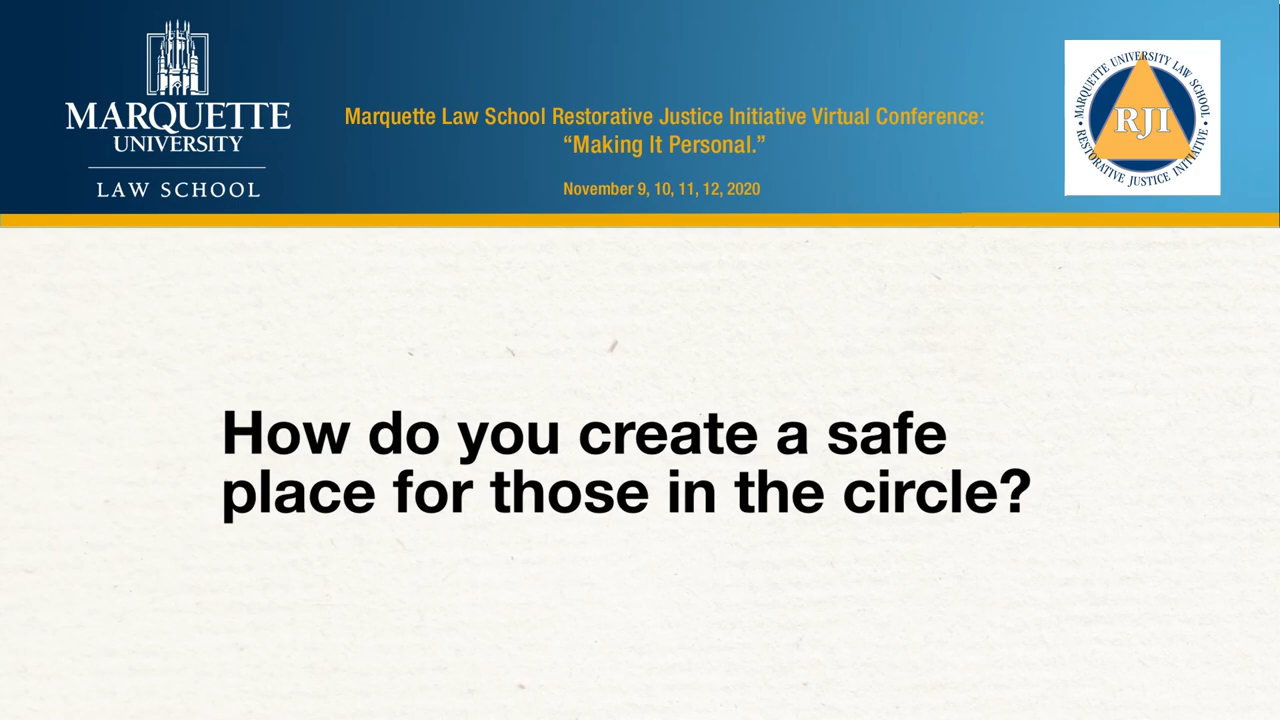 MARQUETTE
UNIVERSITY
LAW SCHOOL
Marquette Law School Restorative Justice Initiative Virtual Conference:
“Making It Personal.”
November 9, 10, 11, 12, 2020
• MARQUETTE UNIVERSITY LAW SCHOOL •
RESTORATIVE JUSTICE INITIATIVE
RJI
How do you create a safe
place for those in the circle?